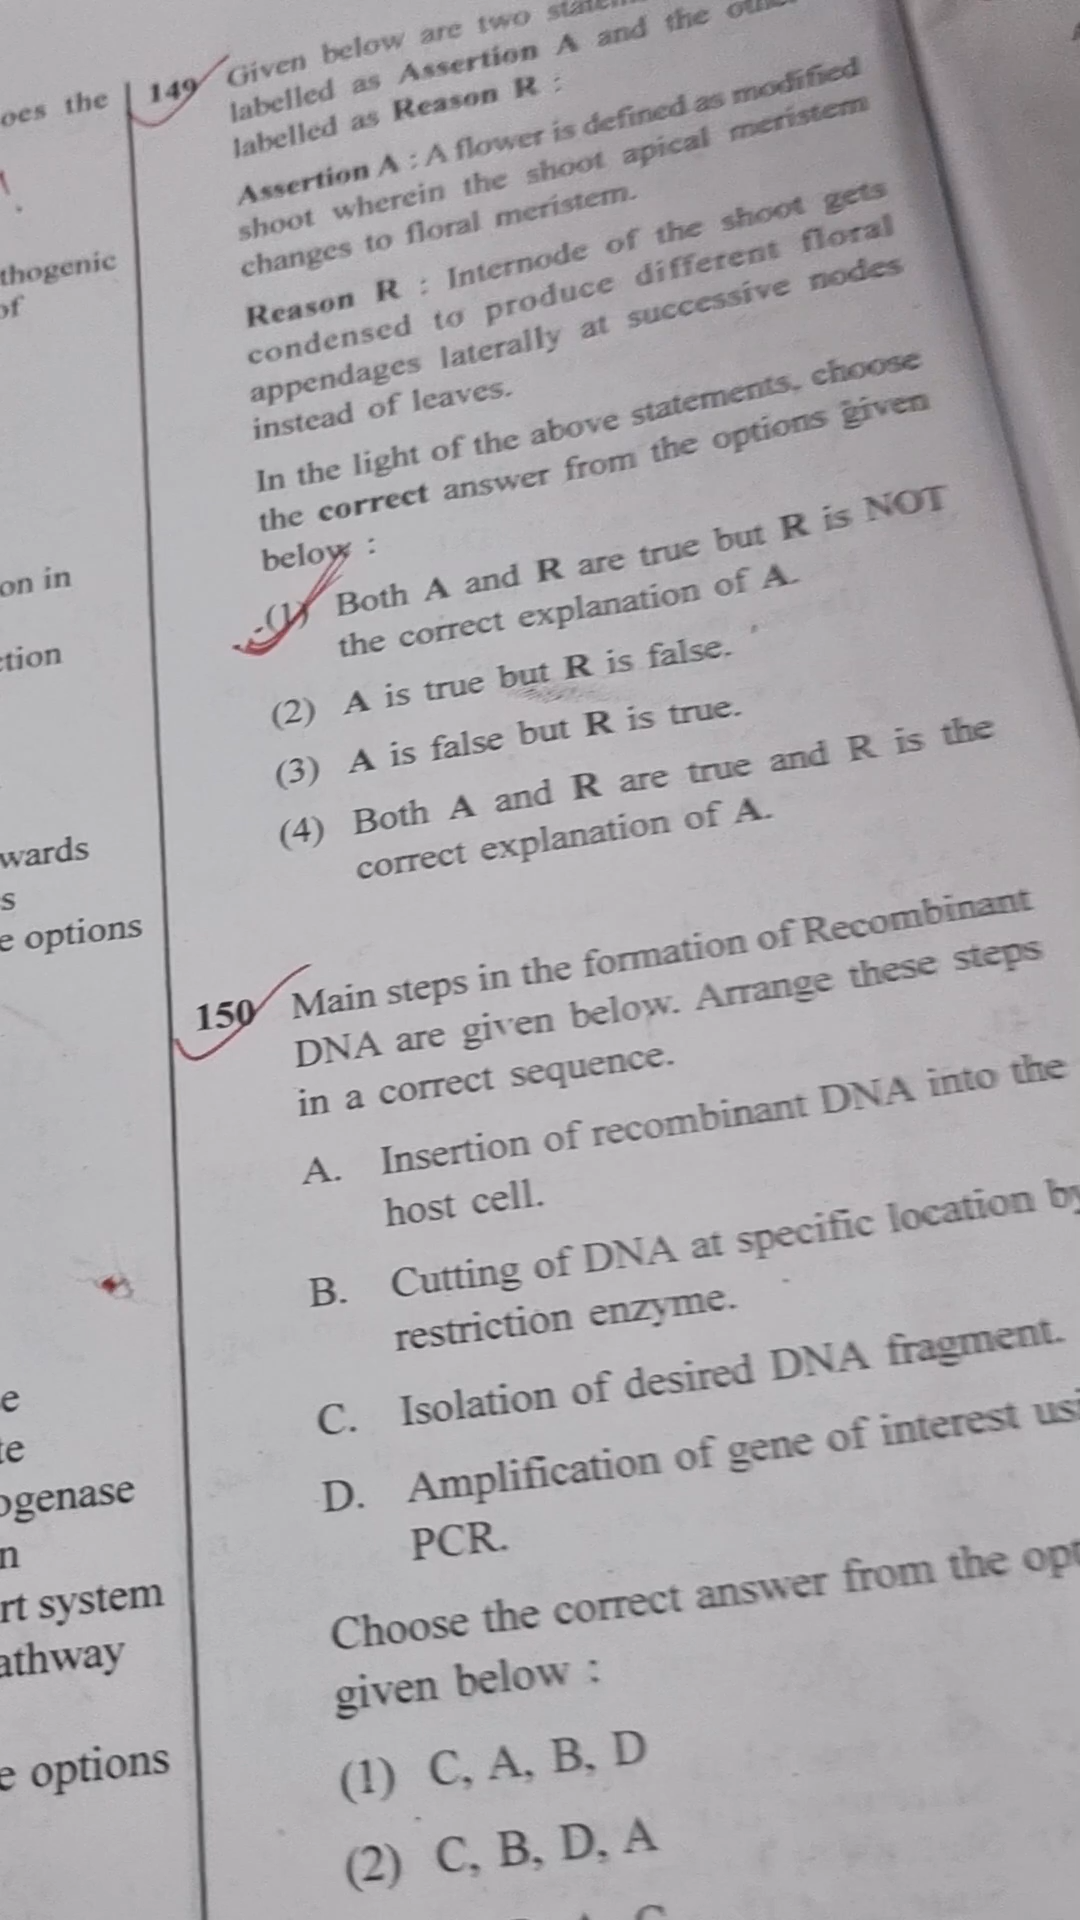 oes the
thogenic
of
on in
ction
wards
s
e options
e
te
ogenase
n
rt system
athway
e options
149 Given below are two
labelled as Assertion A and the
labelled as Reason R :
Assertion A : A flower is defined as modified
shoot wherein the shoot apical meristem
changes to floral meristem.
Reason R : Internode of the shoot gets
condensed to produce different floral
appendages laterally at successive nodes
instead of leaves.
In the light of the above statements, choose
the correct answer from the options given
below :
(1) Both A and R are true but R is NOT
the correct explanation of A.
(2) A is true but R is false.
(3) A is false but R is true.
(4) Both A and R are true and R is the
correct explanation of A.
150 Main steps in the formation of Recombinant
DNA are given below. Arrange these steps
in a correct sequence.
A. Insertion of recombinant DNA into the
host cell.
B. Cutting of DNA at specific location by
restriction enzyme.
C. Isolation of desired DNA fragment.
D. Amplification of gene of interest usi
PCR.
Choose the correct answer from the opt
given below :
(1) C, A, B, D
(2) C, B, D, A